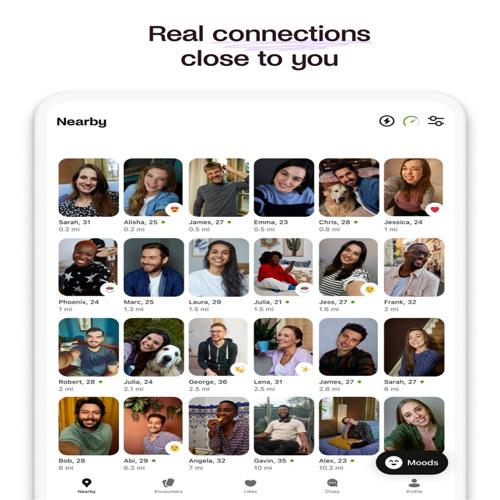 Real connections
close to you
Nearby
Sarah, 31
0.2 mi
Alisha, 25
0.2 mi
James, 27
0.5 mi
Emma, 23
0.5 mi
Chris, 28
0.8 mi
Jessica, 24
1 mi
Phoenix, 24
1 mi
Marc, 25
1.3 mi
Laura, 29
1.5 mi
Julia, 21
1.5 mi
Jess, 27
1.6 mi
Frank, 32
2 mi
Robert, 28
2 mi
Julia, 24
2.1 mi
George, 36
2.5 mi
Lena, 31
2.5 mi
James, 27
2.6 mi
Sarah, 27
6 mi
Bob, 28
6 mi
Abi, 29
6.3 mi
Angela, 32
7 mi
Gavin, 35
10 mi
Alex, 23
10.2 mi
Moods
Nearby
Encounters
Likes
Chats
Profile